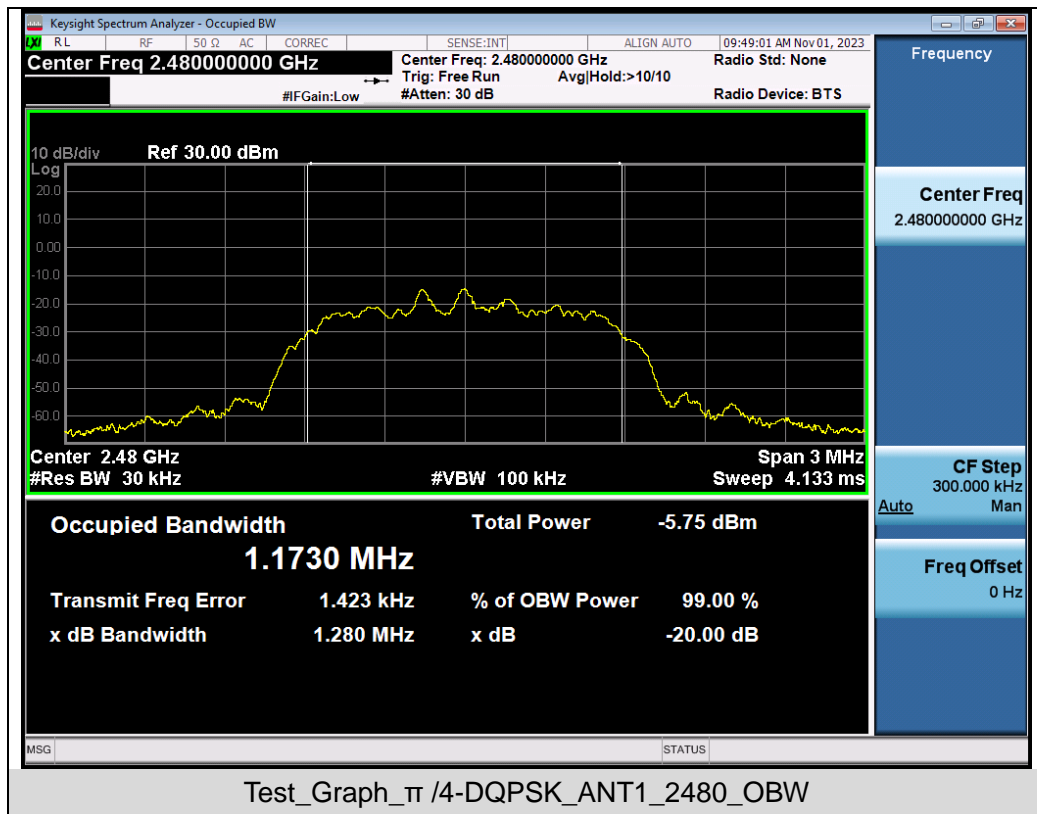 Keysight Spectrum Analyzer - Occupied BW
LXI RL RF 50 Ω AC CORREC SENSE:INT ALIGN AUTO 09:49:01 AM Nov 01, 2023
Center Freq 2.480000000 GHz
Center Freq: 2.480000000 GHz
Radio Std: None
Trig: Free Run Avg|Hold:>10/10
#IFGain:Low
#Atten: 30 dB
Radio Device: BTS
Frequency
10 dB/div Ref 30.00 dBm
Log
20.0
10.0
0.00
-10.0
-20.0
-30.0
-40.0
-50.0
-60.0
Center 2.48 GHz
Span 3 MHz
#Res BW 30 kHz
#VBW 100 kHz
Sweep 4.133 ms
Center Freq
2.480000000 GHz
CF Step
300.000 kHz
Auto Man
Freq Offset
0 Hz
Occupied Bandwidth
1.1730 MHz
Total Power -5.75 dBm
Transmit Freq Error 1.423 kHz
% of OBW Power 99.00 %
x dB Bandwidth 1.280 MHz
x dB -20.00 dB
MSG
STATUS
Test_Graph_π /4-DQPSK_ANT1_2480_OBW